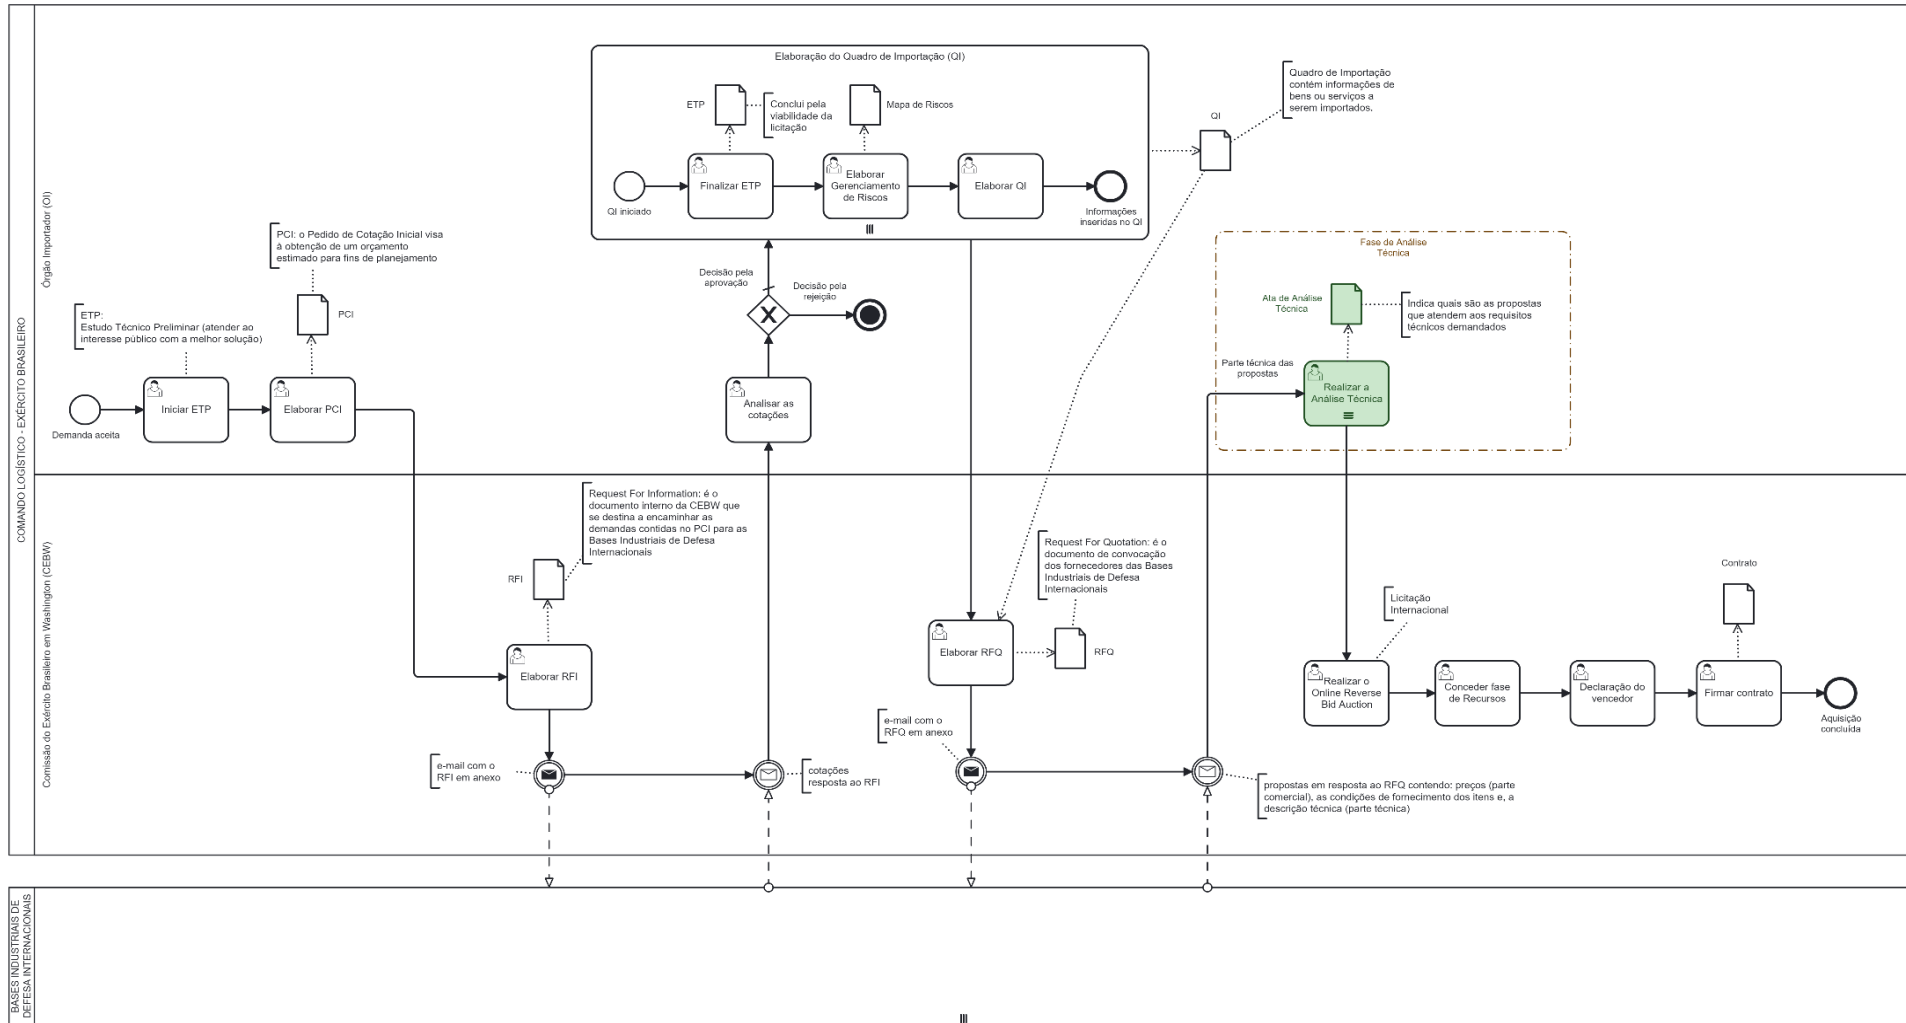 COMANDO LOGÍSTICO - EXÉRCITO BRASILEIRO
Órgão Importador (OI)
Demanda aceita
ETP:
Estudo Técnico Preliminar (atender ao
interesse público com a melhor solução)
Iniciar ETP
PCI: o Pedido de Cotação Inicial visa
à obtenção de um orçamento
estimado para fins de planejamento
PCI
Elaborar PCI
Elaboração do Quadro de Importação (QI)
QI iniciado
ETP
Conclui pela
viabilidade da
licitação
Finalizar ETP
Mapa de Riscos
Elaborar
Gerenciamento
de Riscos
Elaborar QI
Informações
inseridas no QI
Decisão pela
aprovação
Decisão pela
rejeição
Analisar as
cotações
QI
Quadro de Importação
contém informações de
bens ou serviços a
serem importados.
Fase de Análise
Técnica
Ata de Análise
Técnica
Indica quais são as propostas
que atendem aos requisitos
técnicos demandados
Parte técnica das
propostas
Realizar a
Análise Técnica
Comissão do Exército Brasileiro em Washington (CEBW)
Request For Information: é o
documento interno da CEBW que
se destina a encaminhar as
demandas contidas no PCI para as
Bases Industriais de Defesa
Internacionais
RFI
Elaborar RFI
e-mail com o
RFI em anexo
cotações
resposta ao RFI
Request For Quotation: é o
documento de convocação
dos fornecedores das Bases
Industriais de Defesa
Internacionais
Elaborar RFQ
RFQ
e-mail com o
RFQ em anexo
propostas em resposta ao RFQ contendo: preços (parte
comercial), as condições de fornecimento dos itens e, a
descrição técnica (parte técnica)
Licitação
Internacional
Realizar o
Online Reverse
Bid Auction
Conceder fase
de Recursos
Declaração do
vencedor
Contrato
Firmar contrato
Aquisição
concluída
BASES INDUSTRIAIS DE
DEFESA INTERNACIONAIS